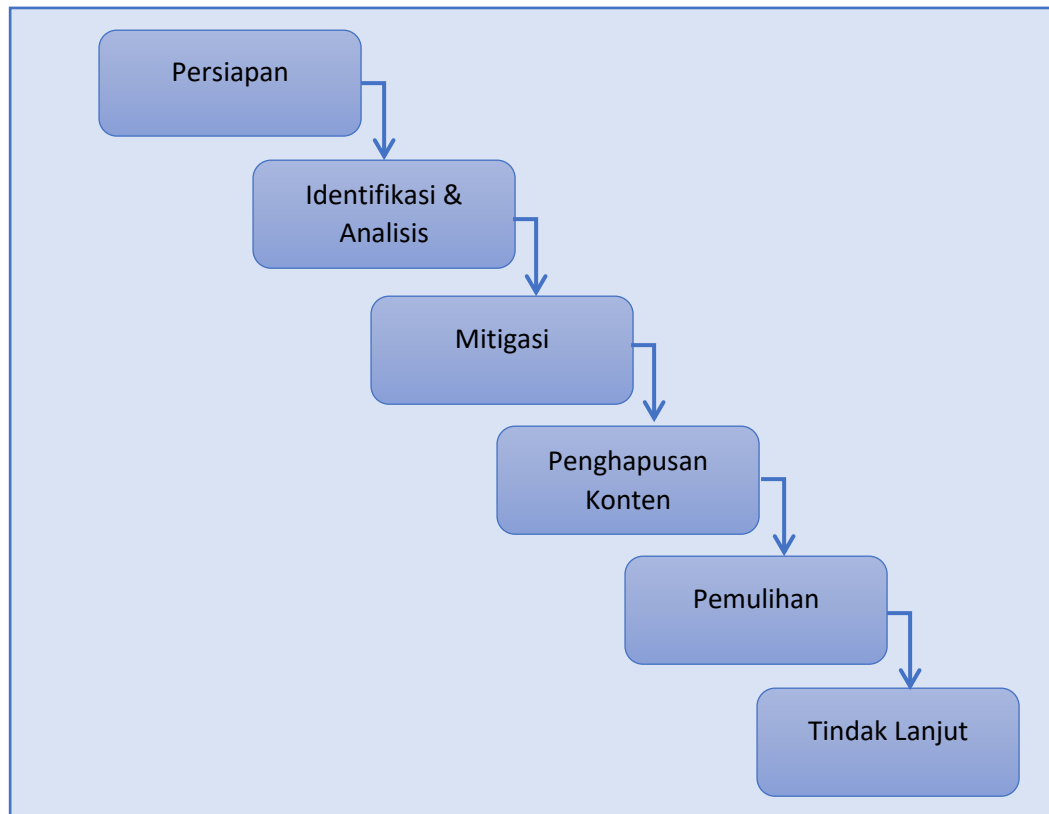 Persiapan
Identifikasi &
Analisis
Mitigasi
Penghapusan
Konten
Pemulihan
Tindak Lanjut